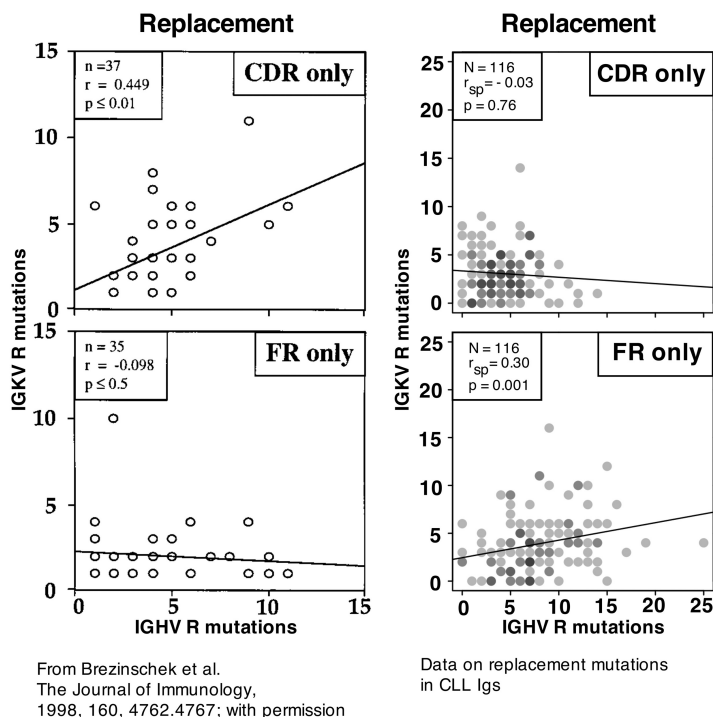 Replacement
15
n =37
r = 0.449
p ≤ 0.01
CDR only
10
5
0
IGKV R mutations
15
n = 35
r = -0.098
p ≤ 0.5
FR only
10
5
0
0
5
10
15
IGHV R mutations
From Brezinschek et al.
The Journal of Immunology,
1998, 160, 4762.4767; with permission
Replacement
25
N = 116
rsp= - 0.03
p = 0.76
CDR only
20
15
10
5
0
IGKV R mutations
25
N = 116
rsp= 0.30
p = 0.001
FR only
20
15
10
5
0
0
5
10
15
20
25
IGHV R mutations
Data on replacement mutations
in CLL Igs